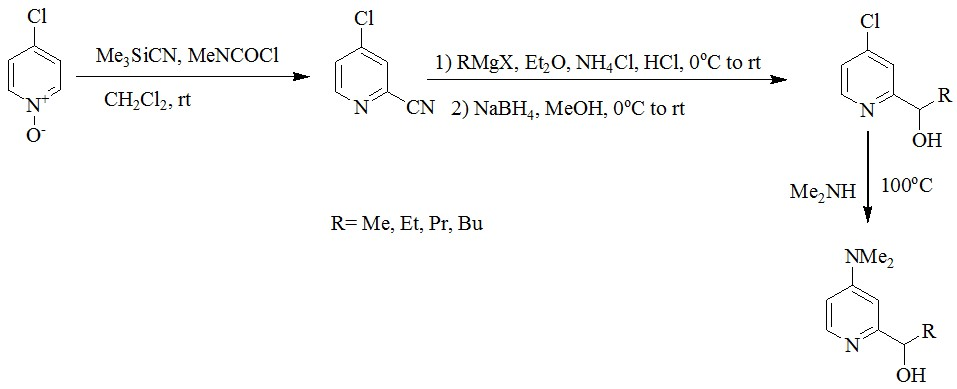 Cl
N⁺
O⁻
Me₃SiCN, MeNCOCl
CH₂Cl₂, rt
Cl
N
CN
1) RMgX, Et₂O, NH₄Cl, HCl, 0°C to rt
2) NaBH₄, MeOH, 0°C to rt
Cl
N
R
OH
Me₂NH
100°C
R= Me, Et, Pr, Bu
NMe₂
N
R
OH